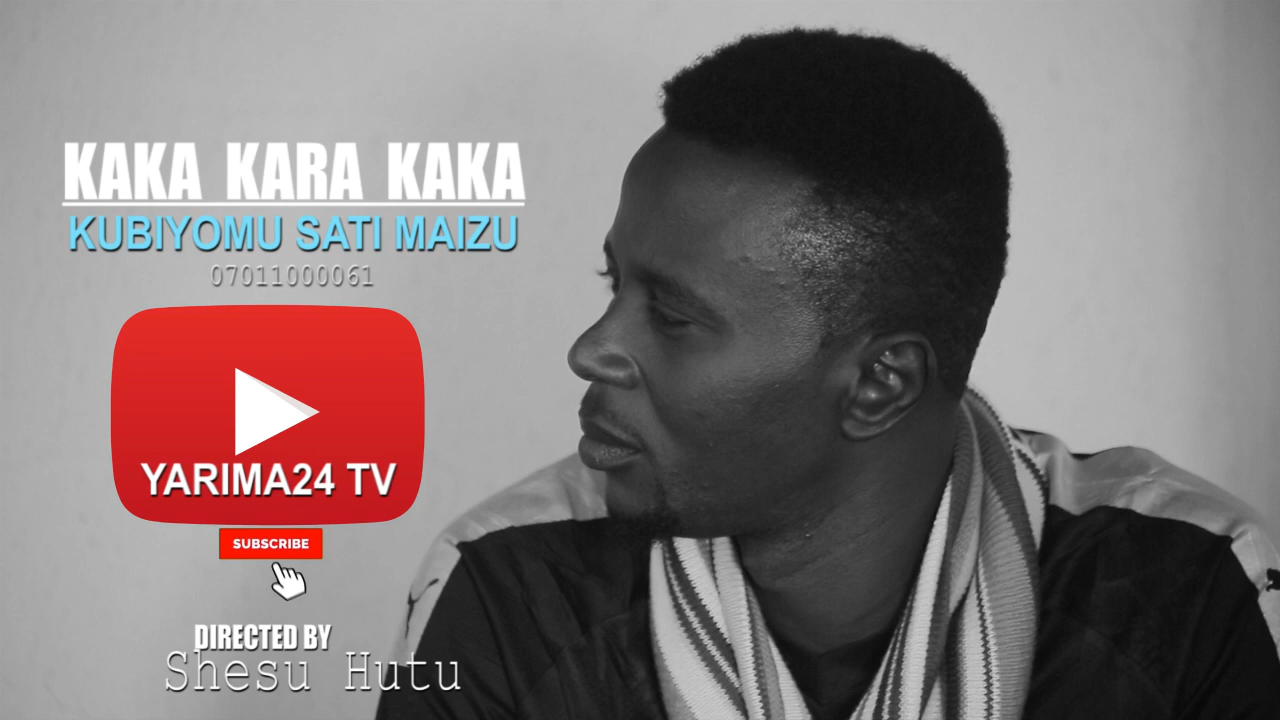 KAKA KARA KAKA
KUBIYOMU SATI MAIZU
07011000061
YARIMA24 TV
SUBSCRIBE
DIRECTED BY
Shesu Hutu